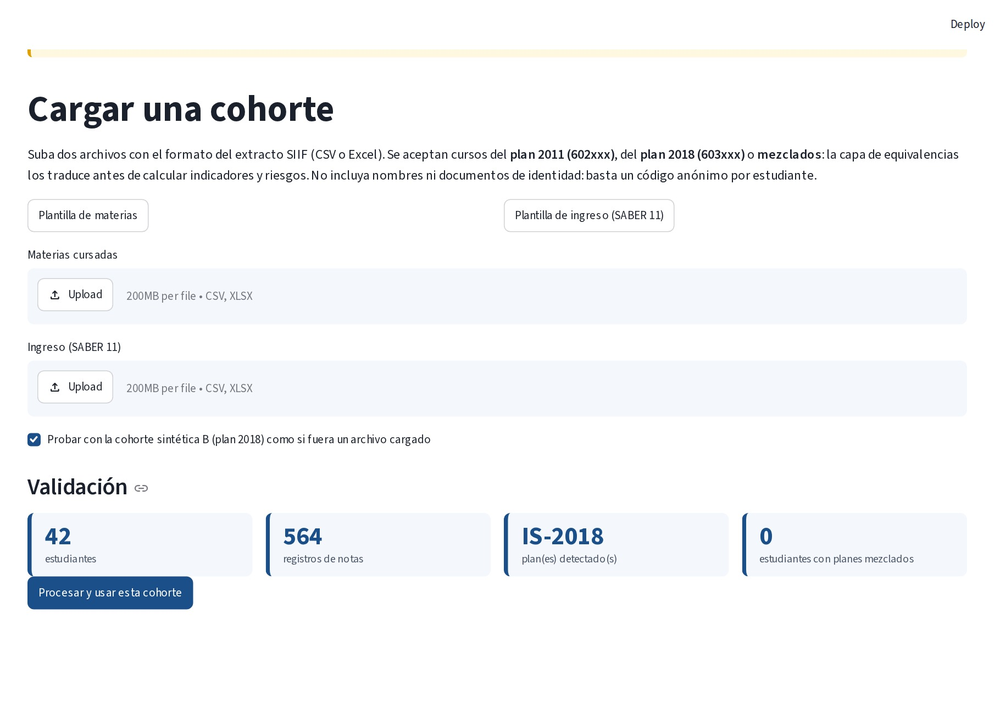 Deploy
Cargar una cohorte
Suba dos archivos con el formato del extracto SIIF (CSV o Excel). Se aceptan cursos del plan 2011 (602xxx), del plan 2018 (603xxx) o mezclados: la capa de equivalencias
los traduce antes de calcular indicadores y riesgos. No incluya nombres ni documentos de identidad: basta un código anónimo por estudiante.
Plantilla de materias
Plantilla de ingreso (SABER 11)
Materias cursadas
Upload
200MB per file • CSV, XLSX
Ingreso (SABER 11)
Upload
200MB per file • CSV, XLSX
Probar con la cohorte sintética B (plan 2018) como si fuera un archivo cargado
Validación
42
estudiantes
564
registros de notas
IS-2018
plan(es) detectado(s)
0
estudiantes con planes mezclados
Procesar y usar esta cohorte